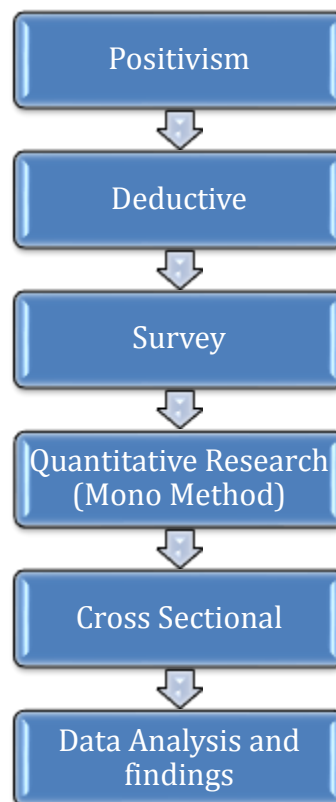 Positivism
Deductive
Survey
Quantitative Research
(Mono Method)
Cross Sectional
Data Analysis and
findings